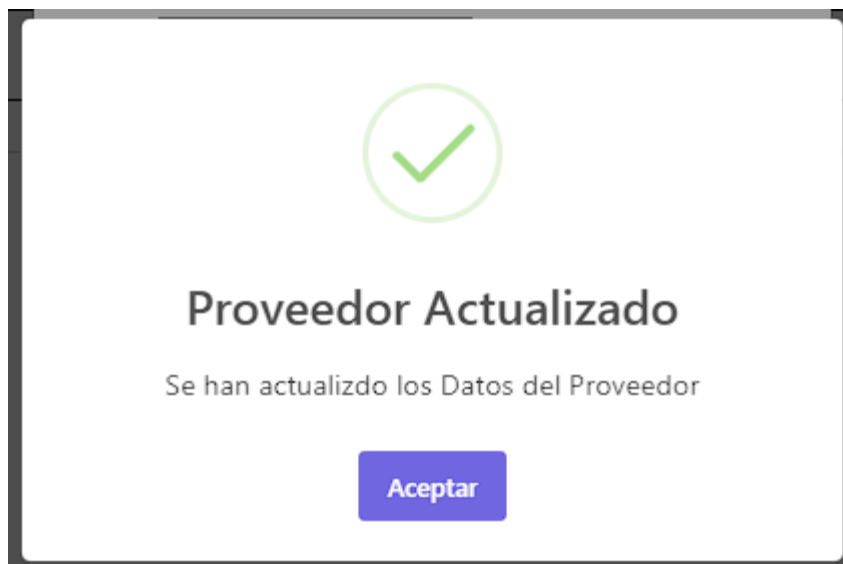 Proveedor Actualizado
Se han actualizdo los Datos del Proveedor
Aceptar